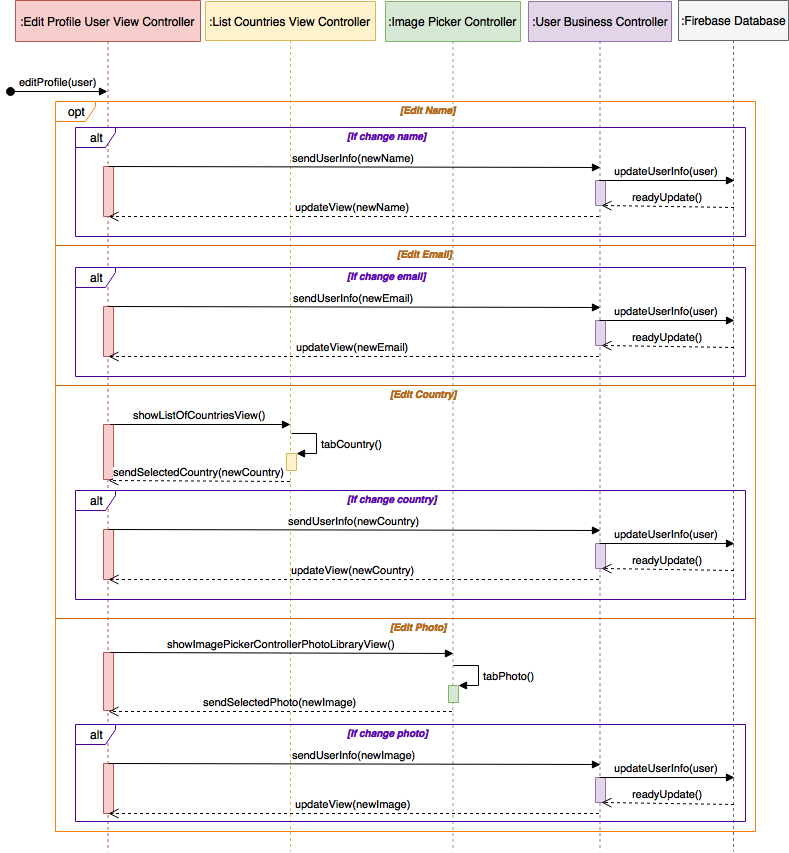 :Edit Profile User View Controller
:List Countries View Controller
:Image Picker Controller
:User Business Controller
:Firebase Database
editProfile(user)
opt
[Edit Name]
alt
[If change name]
sendUserInfo(newName)
updateUserInfo(user)
readyUpdate()
updateView(newName)
[Edit Email]
alt
[If change email]
sendUserInfo(newEmail)
updateUserInfo(user)
readyUpdate()
updateView(newEmail)
[Edit Country]
showListOfCountriesView()
tabCountry()
sendSelectedCountry(newCountry)
alt
[If change country]
sendUserInfo(newCountry)
updateUserInfo(user)
readyUpdate()
updateView(newCountry)
[Edit Photo]
showImagePickerControllerPhotoLibraryView()
tabPhoto()
sendSelectedPhoto(newImage)
alt
[If change photo]
sendUserInfo(newImage)
updateUserInfo(user)
readyUpdate()
updateView(newImage)